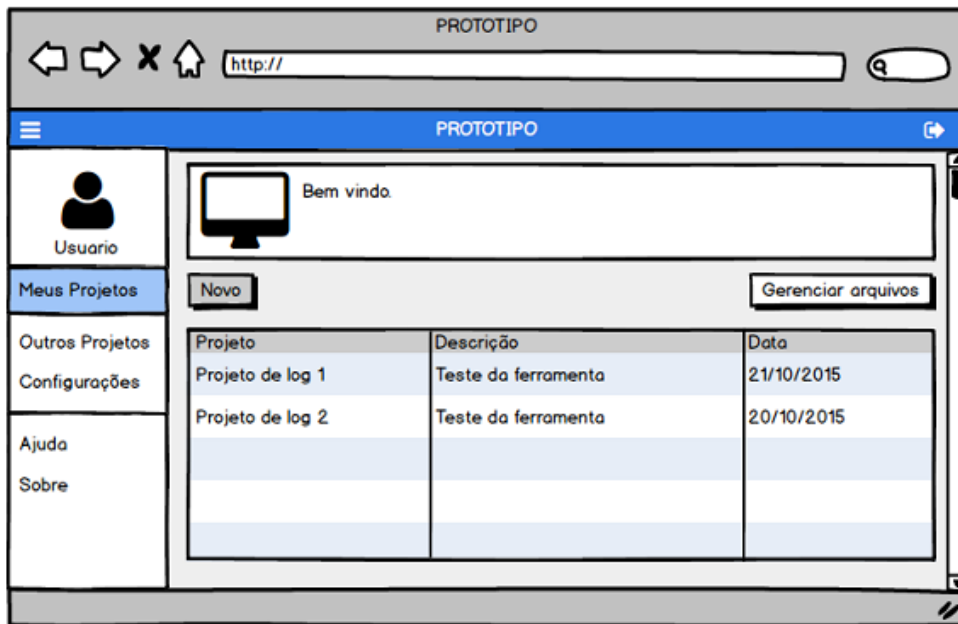 PROTOTIPO
http://
PROTOTIPO
Usuario
Meus Projetos
Outros Projetos
Configurações
Ajuda
Sobre
Bem vindo.
Novo
Gerenciar arquivos
Projeto Descrição Data
Projeto de log 1 Teste da ferramenta 21/10/2015
Projeto de log 2 Teste da ferramenta 20/10/2015